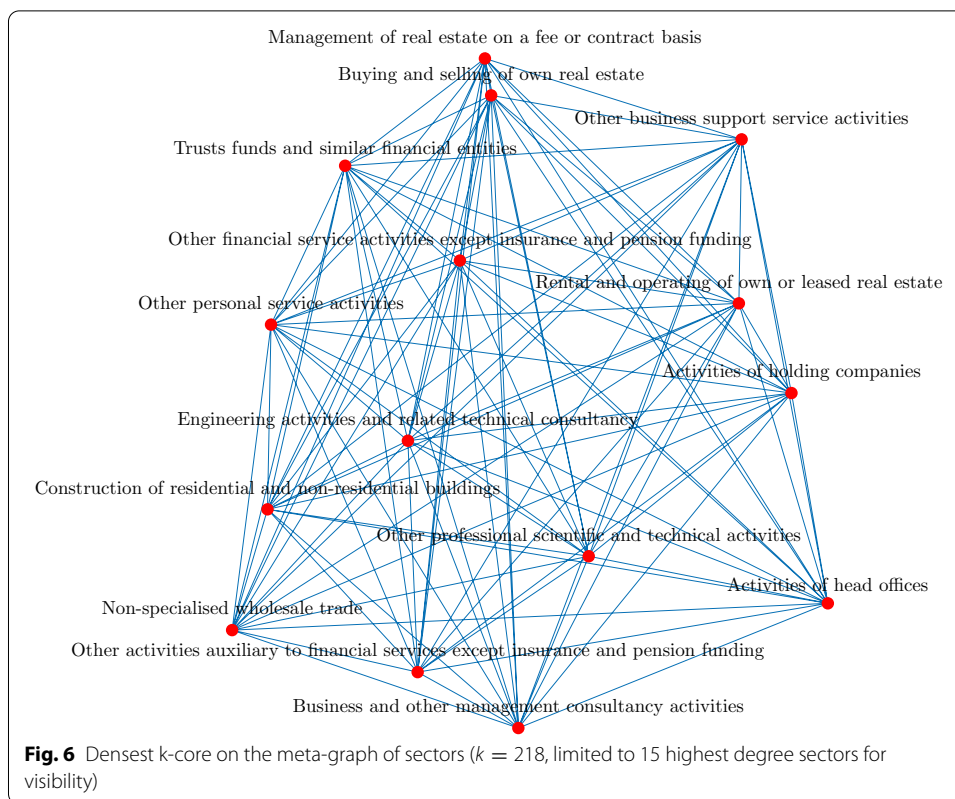 Management of real estate on a fee or contract basis
Buying and selling of own real estate
Other business support service activities
Trusts funds and similar financial entities
Other financial service activities except insurance and pension funding
Rental and operating of own or leased real estate
Other personal service activities
Activities of holding companies
Engineering activities and related technical consultancy
Construction of residential and non-residential buildings
Other professional scientific and technical activities
Activities of head offices
Non-specialised wholesale trade
Other activities auxiliary to financial services except insurance and pension funding
Business and other management consultancy activities
Fig. 6 Densest k-core on the meta-graph of sectors (k = 218, limited to 15 highest degree sectors for
visibility)